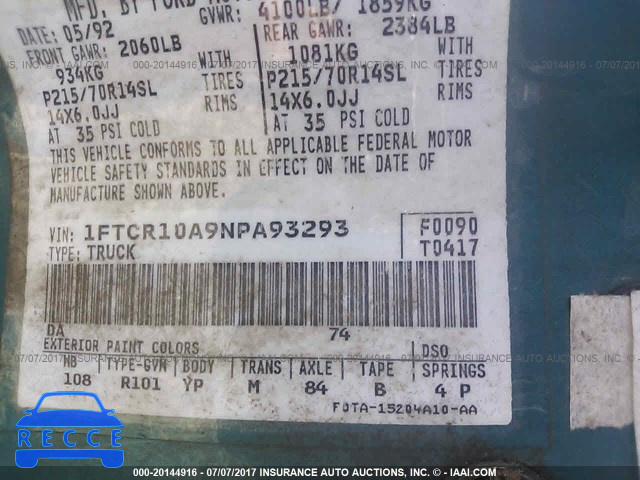 MFD. BY FORD
GVWR: 4100LB/ 1859KG
DATE: 05/92
FRONT GAWR: 2060LB
REAR GAWR: 2384LB
934KG WITH
1081KG WITH
P215/70R14SL TIRES
P215/70R14SL TIRES
14X6.0JJ RIMS
14X6.0JJ RIMS
AT 35 PSI COLD
AT 35 PSI COLD
THIS VEHICLE CONFORMS TO ALL APPLICABLE FEDERAL MOTOR
VEHICLE SAFETY STANDARDS IN EFFECT ON THE DATE OF
MANUFACTURE SHOWN ABOVE.
VIN: 1FTCR10A9NPA93293
F0090
TYPE: TRUCK
T0417
DA 74
EXTERIOR PAINT COLORS DSO
WB TYPE-GVW BODY TRANS AXLE TAPE SPRINGS
108 R101 YP M 84 B 4 P
F0TA-15204A10-AA
000-20144916 - 07/07/2017 INSURANCE AUTO AUCTIONS © - IAAI.COM